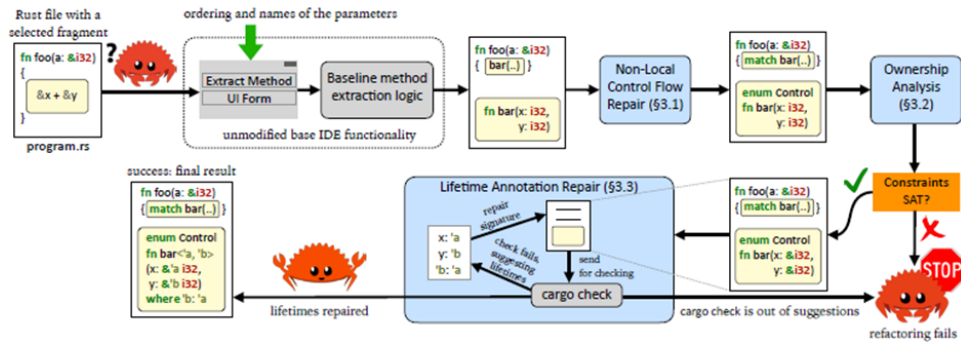 Rust file with a
selected fragment
fn foo(a: &i32)
{
&x + &y
}
program.rs
?
ordering and names of the parameters
Extract Method
UI Form
Baseline method
extraction logic
unmodified base IDE functionality
fn foo(a: &i32)
{ bar(..) }
fn bar(x: i32,
y: i32)
Non-Local
Control Flow
Repair (§3.1)
fn foo(a: &i32)
{ match bar(..) }
enum Control
fn bar(x: i32,
y: i32)
Ownership
Analysis
(§3.2)
Constraints
SAT?
STOP
refactoring fails
fn foo(a: &i32)
{ match bar(..) }
enum Control
fn bar(x: &i32,
y: &i32)
Lifetime Annotation Repair (§3.3)
repair
signature
x: 'a
y: 'b
'b: 'a
check fails,
suggesting
lifetimes
send
for checking
cargo check
cargo check is out of suggestions
lifetimes repaired
success: final result
fn foo(a: &i32)
{ match bar(..) }
enum Control
fn bar<'a, 'b>
(x: &'a i32,
y: &'b i32)
where 'b: 'a